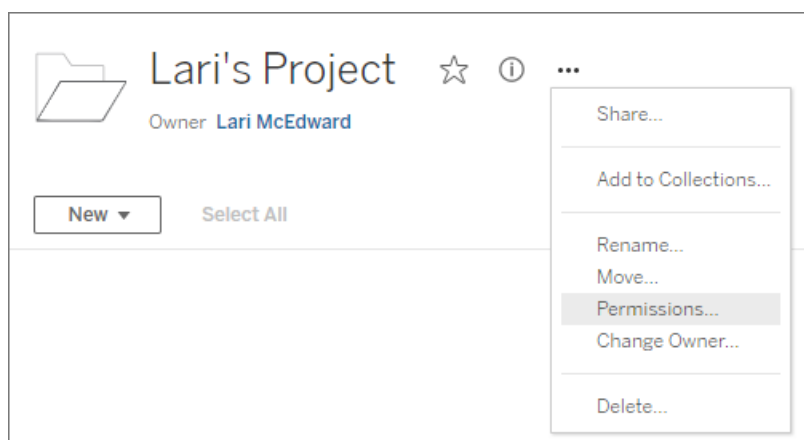 Lari's Project
Owner Lari McEdward
New
Select All
Share...
Add to Collections...
Rename...
Move...
Permissions...
Change Owner...
Delete...